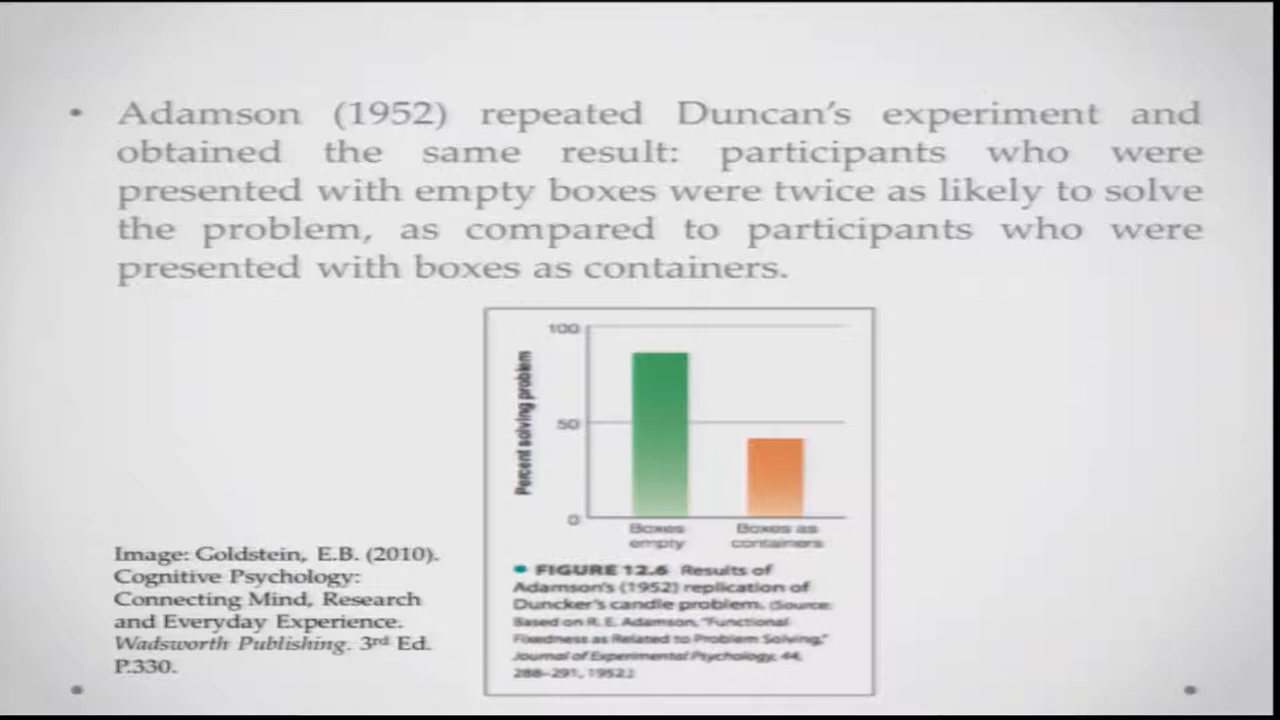 • Adamson (1952) repeated Duncan's experiment and
obtained the same result: participants who were
presented with empty boxes were twice as likely to solve
the problem, as compared to participants who were
presented with boxes as containers.
100
50
0
Percent solving problem
Boxes
empty
Boxes as
containers
• FIGURE 12.6 Results of
Adamson's (1952) replication of
Duncker's candle problem. (Source:
Based on R. E. Adamson, "Functional
Fixedness as Related to Problem Solving,"
Journal of Experimental Psychology, 44,
288–291, 1952.)
Image: Goldstein, E.B. (2010).
Cognitive Psychology:
Connecting Mind, Research
and Everyday Experience.
Wadsworth Publishing. 3rd Ed.
P.330.